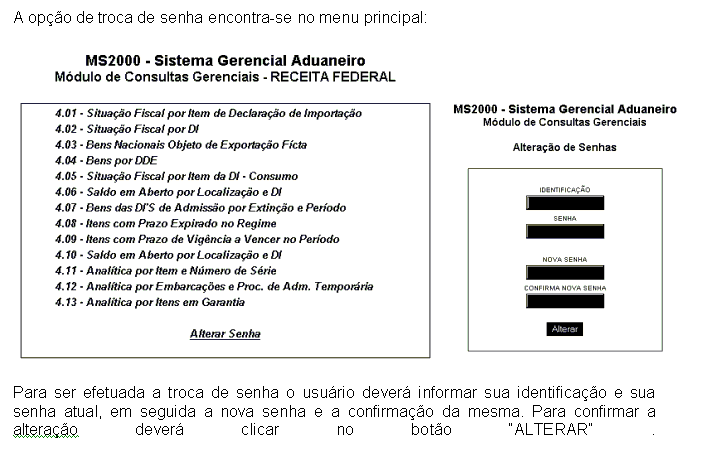 A opção de troca de senha encontra-se no menu principal:
MS2000 - Sistema Gerencial Aduaneiro
Módulo de Consultas Gerenciais - RECEITA FEDERAL
4.01 - Situação Fiscal por Item de Declaração de Importação
4.02 - Situação Fiscal por DI
4.03 - Bens Nacionais Objeto de Exportação Fícta
4.04 - Bens por DDE
4.05 - Situação Fiscal por Item da DI - Consumo
4.06 - Saldo em Aberto por Localização e DI
4.07 - Bens das DI'S de Admissão por Extinção e Período
4.08 - Itens com Prazo Expirado no Regime
4.09 - Itens com Prazo de Vigência a Vencer no Período
4.10 - Saldo em Aberto por Localização e DI
4.11 - Analítica por Item e Número de Série
4.12 - Analítica por Embarcações e Proc. de Adm. Temporária
4.13 - Analítica por Itens em Garantia
Alterar Senha
MS2000 - Sistema Gerencial Aduaneiro
Módulo de Consultas Gerenciais
Alteração de Senhas
IDENTIFICAÇÃO
SENHA
NOVA SENHA
CONFIRMA NOVA SENHA
Alterar
Para ser efetuada a troca de senha o usuário deverá informar sua identificação e sua
senha atual, em seguida a nova senha e a confirmação da mesma. Para confirmar a
alteração deverá clicar no botão "ALTERAR" .